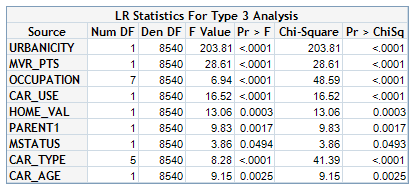 LR Statistics For Type 3 Analysis
Source Num DF Den DF F Value Pr > F Chi-Square Pr > ChiSq
URBANICITY 1 8540 203.81 <.0001 203.81 <.0001
MVR_PTS 1 8540 28.61 <.0001 28.61 <.0001
OCCUPATION 7 8540 6.94 <.0001 48.59 <.0001
CAR_USE 1 8540 16.52 <.0001 16.52 <.0001
HOME_VAL 1 8540 13.06 0.0003 13.06 0.0003
PARENT1 1 8540 9.83 0.0017 9.83 0.0017
MSTATUS 1 8540 3.86 0.0494 3.86 0.0493
CAR_TYPE 5 8540 8.28 <.0001 41.39 <.0001
CAR_AGE 1 8540 9.15 0.0025 9.15 0.0025